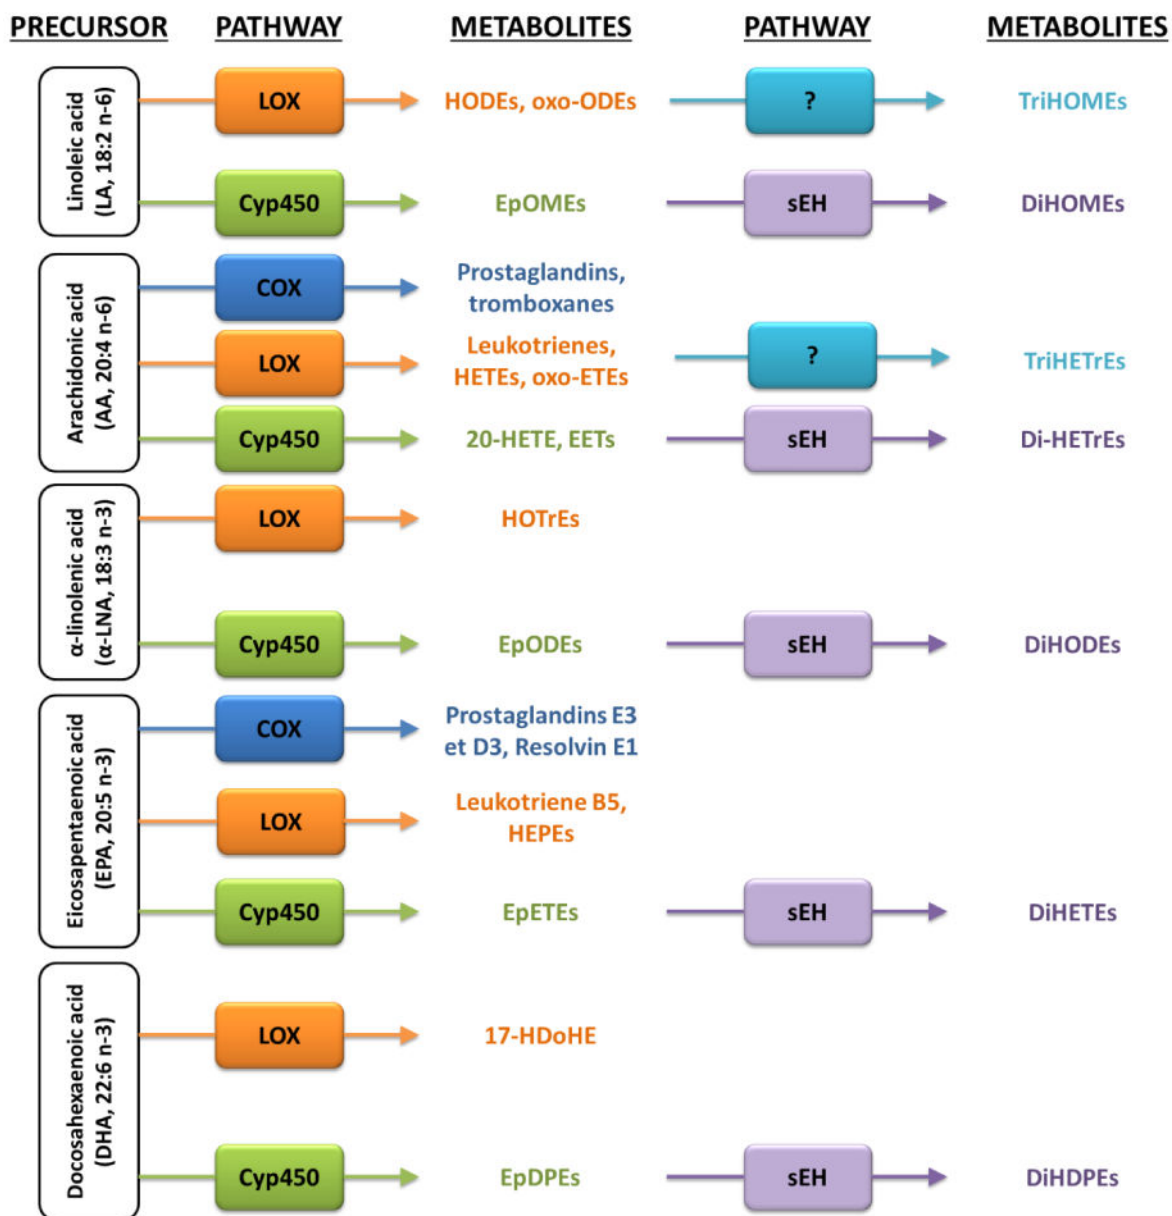 PRECURSOR PATHWAY METABOLITES PATHWAY METABOLITES
Linoleic acid
(LA, 18:2 n-6)
LOX HODEs, oxo-ODEs ? TriHOMEs
Cyp450 EpOMEs sEH DiHOMEs
Arachidonic acid
(AA, 20:4 n-6)
COX
Prostaglandins,
tromboxanes
LOX
Leukotrienes,
HETEs, oxo-ETEs
? TriHETrEs
Cyp450 20-HETE, EETs sEH Di-HETrEs
α-linolenic acid
(α-LNA, 18:3 n-3)
LOX HOTrEs
Cyp450 EpODEs sEH DiHODEs
Eicosapentaenoic acid
(EPA, 20:5 n-3)
COX
Prostaglandins E3
et D3, Resolvin E1
LOX
Leukotriene B5,
HEPEs
Cyp450 EpETEs sEH DiHETEs
Docosahexaenoic acid
(DHA, 22:6 n-3)
LOX 17-HDoHE
Cyp450 EpDPEs sEH DiHDPEs